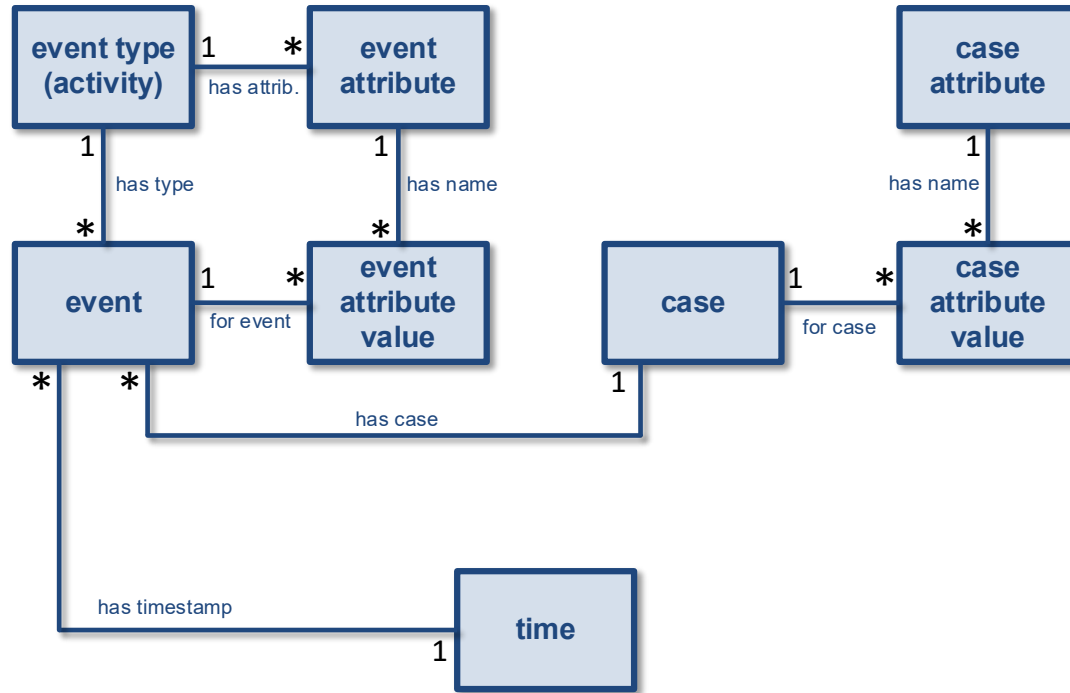 event type
(activity)
1
*
has attrib.
event
attribute
case
attribute
1
has type
*
1
has name
*
1
has name
*
event
1
*
for event
event
attribute
value
case
1
*
for case
case
attribute
value
*
*
has case
1
has timestamp
1
time